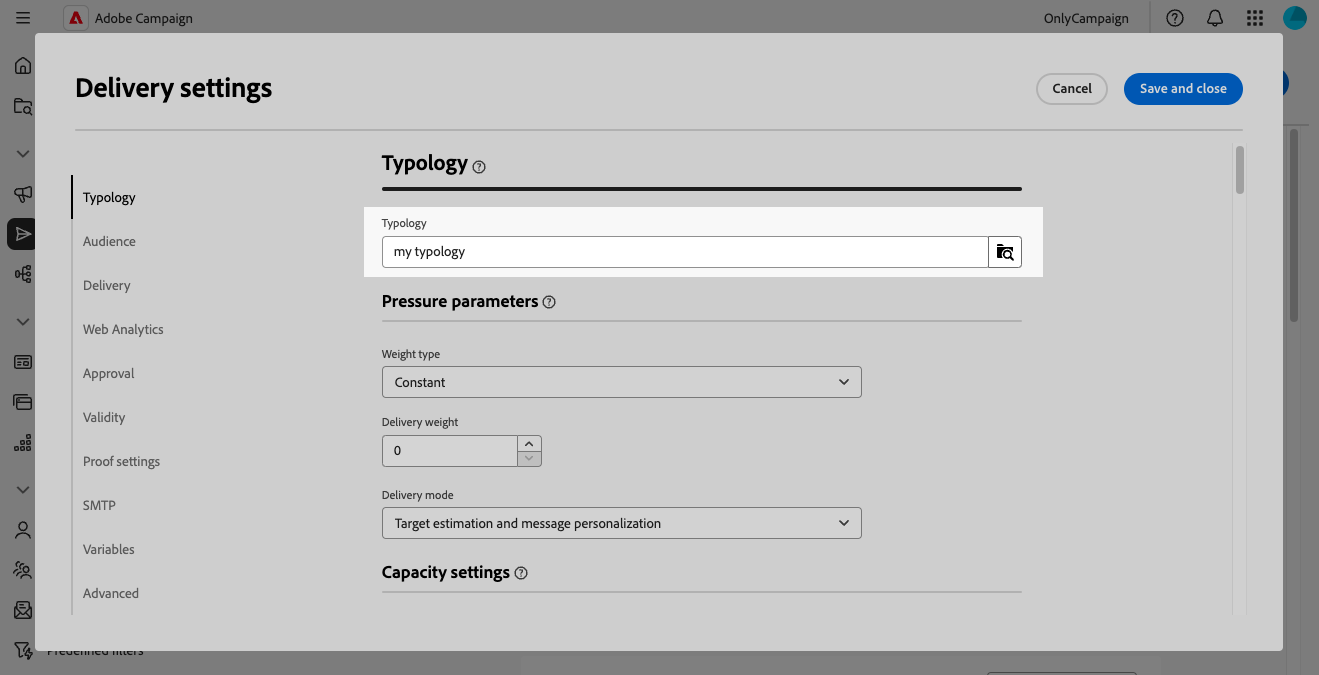 Adobe Campaign
OnlyCampaign
Delivery settings
Cancel
Save and close
Typology
Audience
Delivery
Web Analytics
Approval
Validity
Proof settings
SMTP
Variables
Advanced
Typology
Typology
my typology
Pressure parameters
Weight type
Constant
Delivery weight
0
Delivery mode
Target estimation and message personalization
Capacity settings
Predefined filters